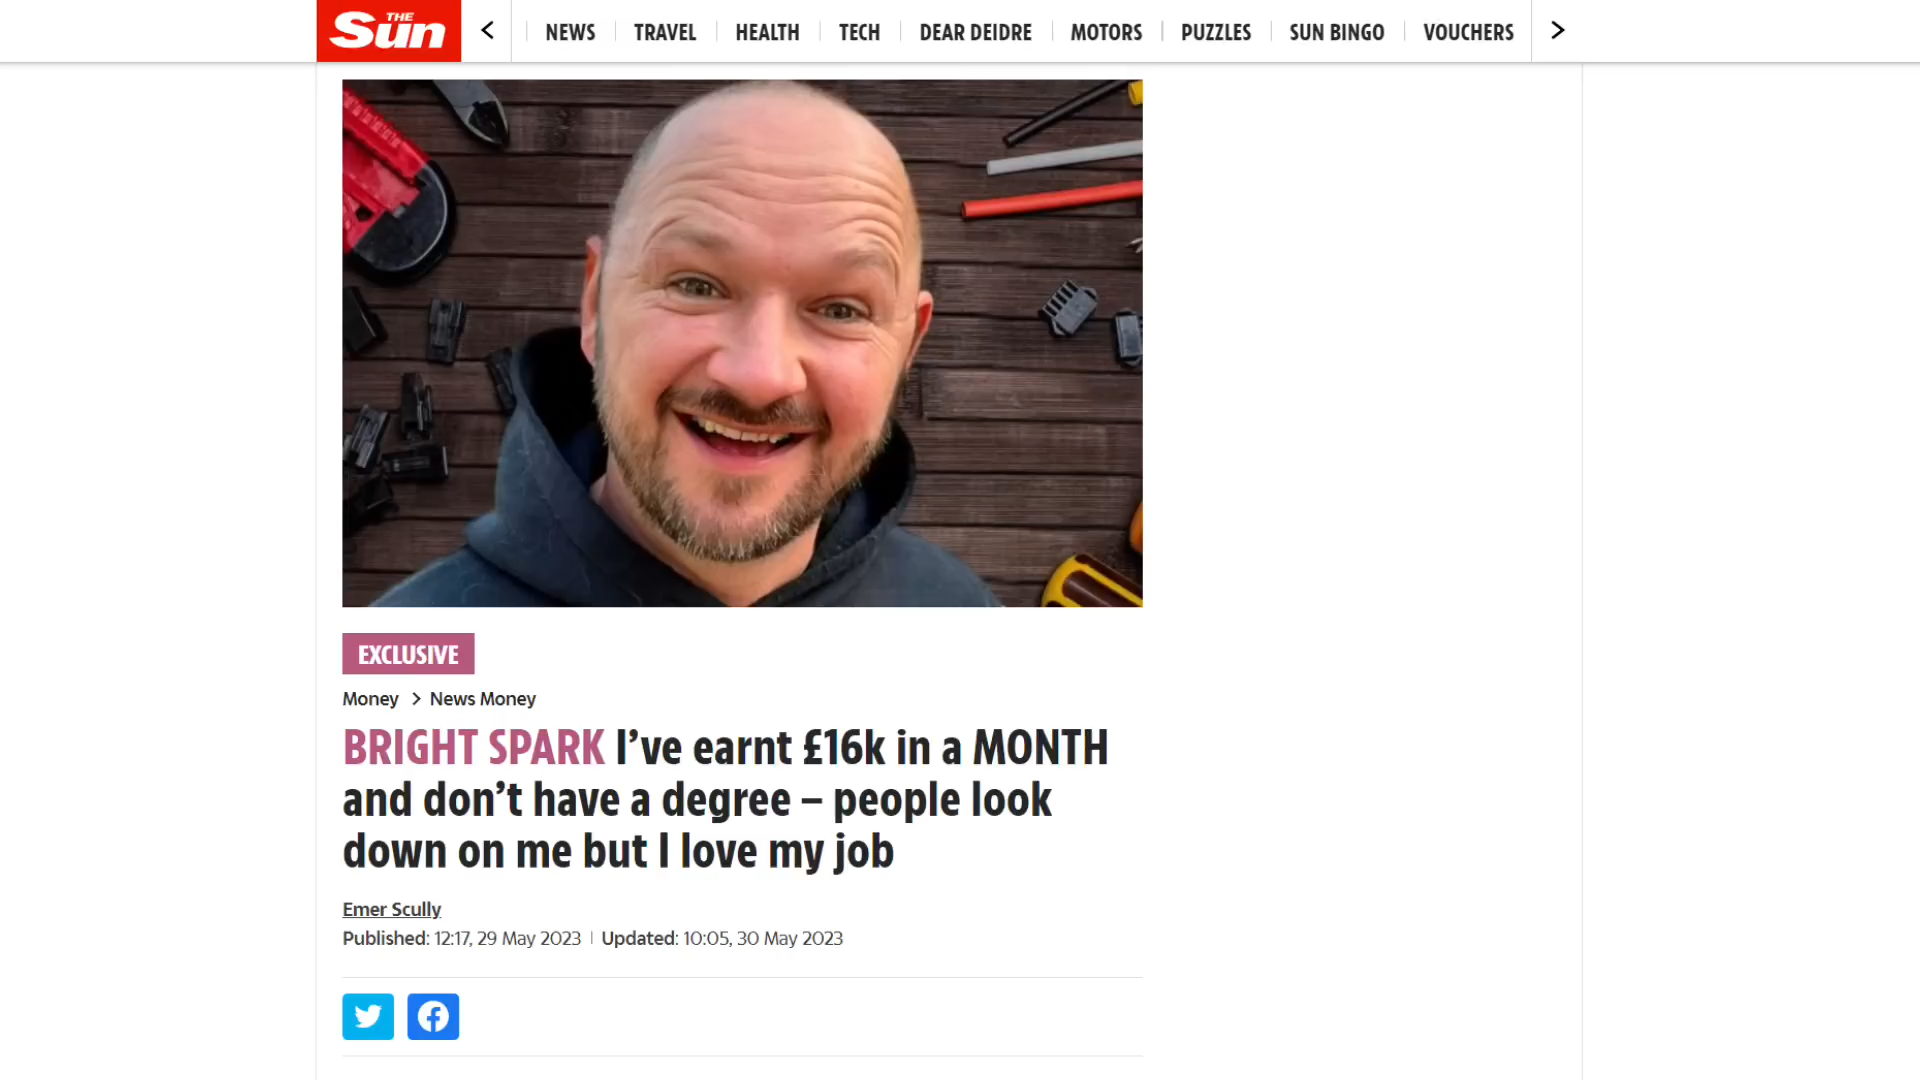 THE Sun
NEWS TRAVEL HEALTH TECH DEAR DEIDRE MOTORS PUZZLES SUN BINGO VOUCHERS
EXCLUSIVE
Money > News Money
BRIGHT SPARK I’ve earnt £16k in a MONTH
and don’t have a degree – people look
down on me but I love my job
Emer Scully
Published: 12:17, 29 May 2023 | Updated: 10:05, 30 May 2023